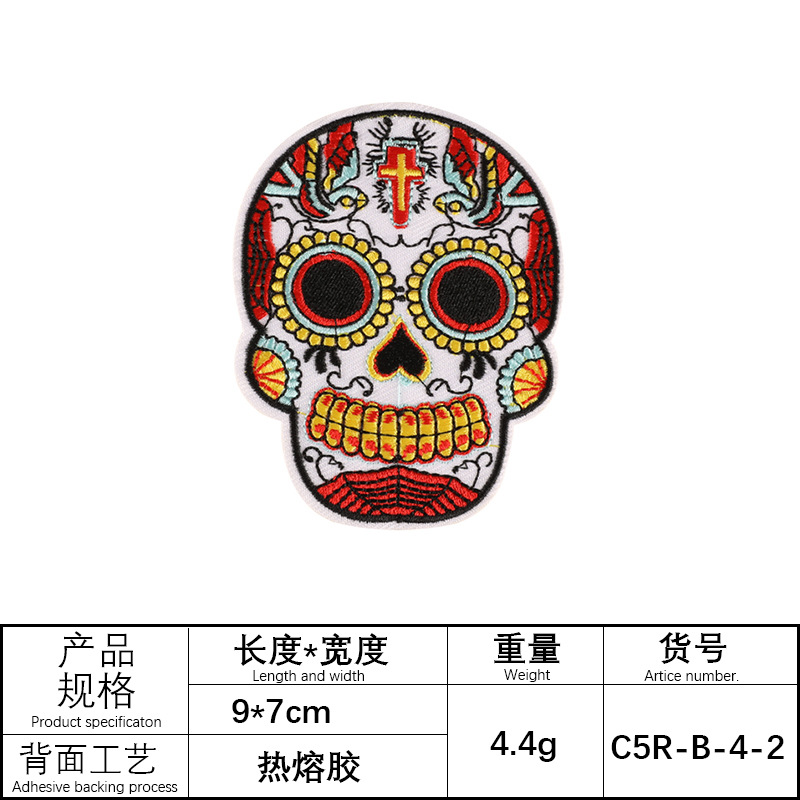 产品
规格
Product specificaton
长度*宽度
Length and width
重量
Weight
货号
Artice number.
9*7cm
4.4g
C5R-B-4-2
背面工艺
Adhesive backing process
热熔胶